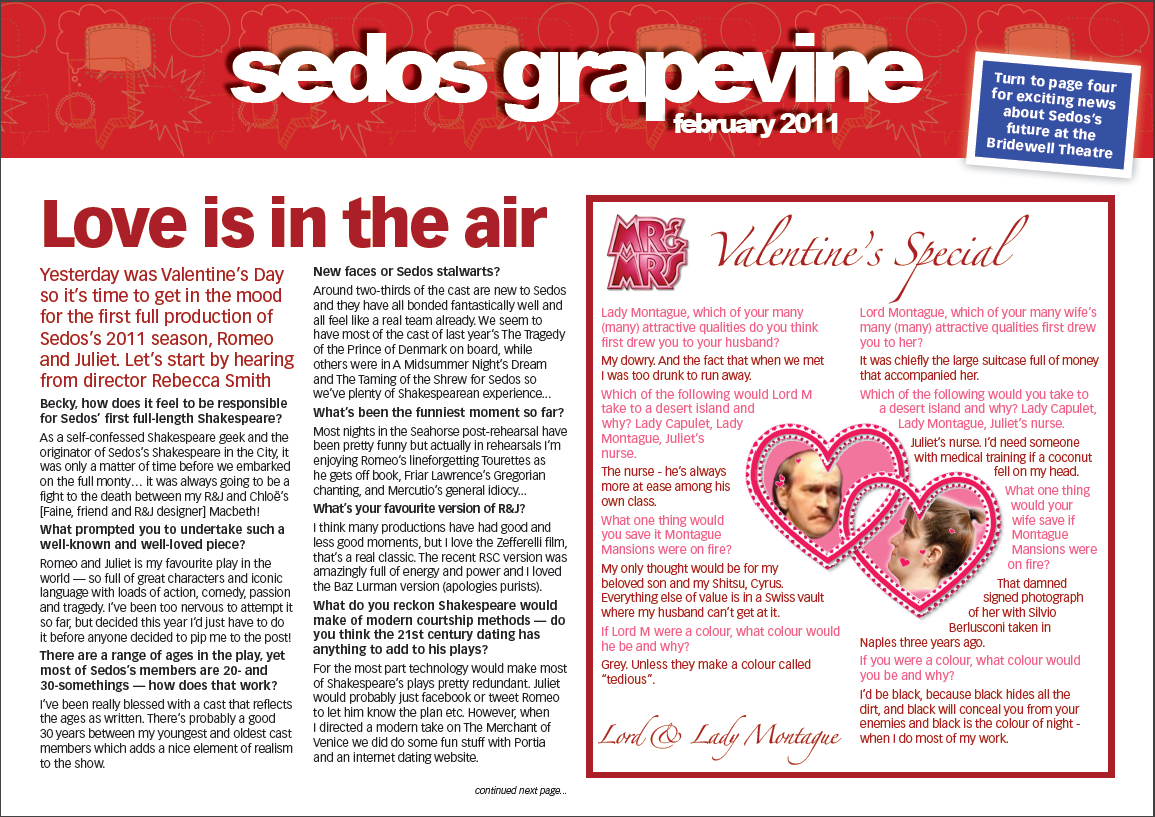 sedos grapevine
february 2011
Turn to page four
for exciting news
about Sedos's
future at the
Bridewell Theatre
Love is in the air
Yesterday was Valentine's Day
so it's time to get in the mood
for the first full production of
Sedos's 2011 season, Romeo
and Juliet. Let's start by hearing
from director Rebecca Smith
Becky, how does it feel to be responsible
for Sedos' first full-length Shakespeare?
As a self-confessed Shakespeare geek and the
originator of Sedos's Shakespeare in the City, it
was only a matter of time before we embarked
on the full monty… it was always going to be a
fight to the death between my R&J and Chloë's
[Faine, friend and R&J designer] Macbeth!
What prompted you to undertake such a
well-known and well-loved piece?
Romeo and Juliet is my favourite play in the
world — so full of great characters and iconic
language with loads of action, comedy, passion
and tragedy. I've been too nervous to attempt it
so far, but decided this year I'd just have to do
it before anyone decided to pip me to the post!
There are a range of ages in the play, yet
most of Sedos's members are 20- and
30-somethings — how does that work?
I've been really blessed with a cast that reflects
the ages as written. There's probably a good
30 years between my youngest and oldest cast
members which adds a nice element of realism
to the show.
New faces or Sedos stalwarts?
Around two-thirds of the cast are new to Sedos
and they have all bonded fantastically well and
all feel like a real team already. We seem to
have most of the cast of last year's The Tragedy
of the Prince of Denmark on board, while
others were in A Midsummer Night's Dream
and The Taming of the Shrew for Sedos so
we've plenty of Shakespearean experience...
What's been the funniest moment so far?
Most nights in the Seahorse post-rehearsal have
been pretty funny but actually in rehearsals I'm
enjoying Romeo's lineforgetting Tourettes as
he gets off book, Friar Lawrence's Gregorian
chanting, and Mercutio's general idiocy...
What's your favourite version of R&J?
I think many productions have had good and
less good moments, but I love the Zefferelli film,
that's a real classic. The recent RSC version was
amazingly full of energy and power and I loved
the Baz Lurman version (apologies purists).
What do you reckon Shakespeare would
make of modern courtship methods — do
you think the 21st century dating has
anything to add to his plays?
For the most part technology would make most
of Shakespeare's plays pretty redundant. Juliet
would probably just facebook or tweet Romeo
to let him know the plan etc. However, when
I directed a modern take on The Merchant of
Venice we did do some fun stuff with Portia
and an internet dating website.
continued next page...
MR &
MRS
Valentine's Special
Lady Montague, which of your many
(many) attractive qualities do you think
first drew you to your husband?
My dowry. And the fact that when we met
I was too drunk to run away.
Which of the following would Lord M
take to a desert island and
why? Lady Capulet, Lady
Montague, Juliet's
nurse.
The nurse - he's always
more at ease among his
own class.
What one thing would
you save it Montague
Mansions were on fire?
My only thought would be for my
beloved son and my Shitsu, Cyrus.
Everything else of value is in a Swiss vault
where my husband can't get at it.
If Lord M were a colour, what colour would
he be and why?
Grey. Unless they make a colour called
"tedious".
Lord & Lady Montague
Lord Montague, which of your many wife's
many (many) attractive qualities first drew
you to her?
It was chiefly the large suitcase full of money
that accompanied her.
Which of the following would you take to
a desert island and why? Lady Capulet,
Lady Montague, Juliet's nurse.
Juliet's nurse. I'd need someone
with medical training if a coconut
fell on my head.
What one thing
would your
wife save if
Montague
Mansions were
on fire?
That damned
signed photograph
of her with Silvio
Berlusconi taken in
Naples three years ago.
If you were a colour, what colour would
you be and why?
I'd be black, because black hides all the
dirt, and black will conceal you from your
enemies and black is the colour of night -
when I do most of my work.